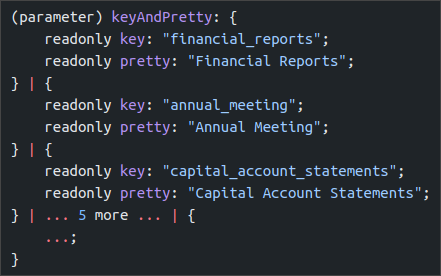 (parameter) keyAndPretty: {
    readonly key: "financial_reports";
    readonly pretty: "Financial Reports";
} | {
    readonly key: "annual_meeting";
    readonly pretty: "Annual Meeting";
} | {
    readonly key: "capital_account_statements";
    readonly pretty: "Capital Account Statements";
} | ... 5 more ... | {
    ...;
}